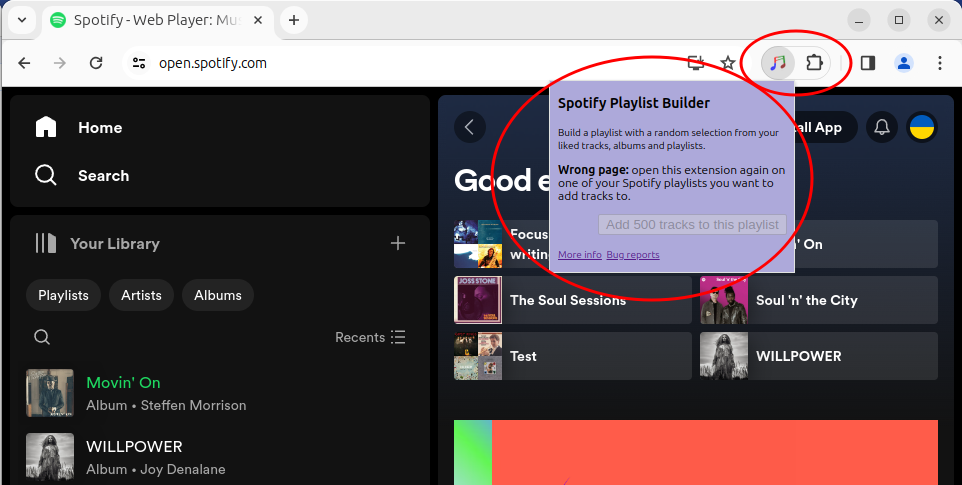 Spotify - Web Player: Mu
open.spotify.com
Spotify Playlist Builder
Build a playlist with a random selection from your
liked tracks, albums and playlists.
Wrong page: open this extension again on
one of your Spotify playlists you want to
add tracks to.
Add 500 tracks to this playlist
More info Bug reports
Home
Search
Your Library
Playlists Artists Albums
Recents
Movin' On
Album • Steffen Morrison
WILLPOWER
Album • Joy Denalane
all App
Good e
Focus
writin
n' On
The Soul Sessions
Soul 'n' the City
Test
WILLPOWER
JOSS STONE